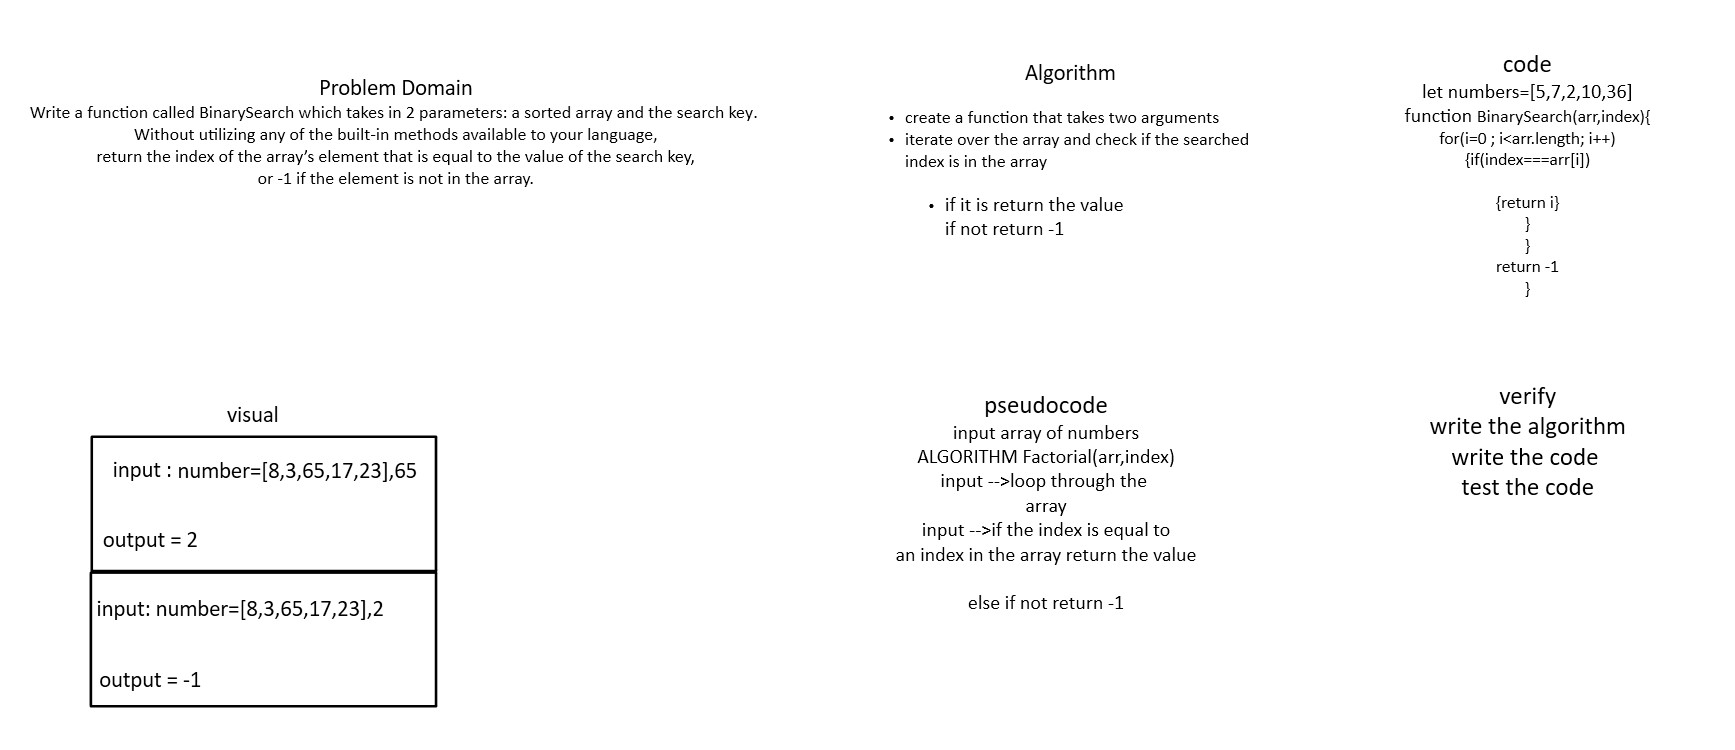 Problem Domain
Write a function called BinarySearch which takes in 2 parameters: a sorted array and the search key.
Without utilizing any of the built-in methods available to your language,
return the index of the array’s element that is equal to the value of the search key,
or -1 if the element is not in the array.
Algorithm
• create a function that takes two arguments
• iterate over the array and check if the searched
index is in the array
• if it is return the value
if not return -1
code
let numbers=[5,7,2,10,36]
function BinarySearch(arr,index){
for(i=0 ; i<arr.length; i++)
{if(index===arr[i])
{return i}
}
}
return -1
}
visual
input : number=[8,3,65,17,23],65
output = 2
input: number=[8,3,65,17,23],2
output = -1
pseudocode
input array of numbers
ALGORITHM Factorial(arr,index)
input -->loop through the
array
input -->if the index is equal to
an index in the array return the value
else if not return -1
verify
write the algorithm
write the code
test the code